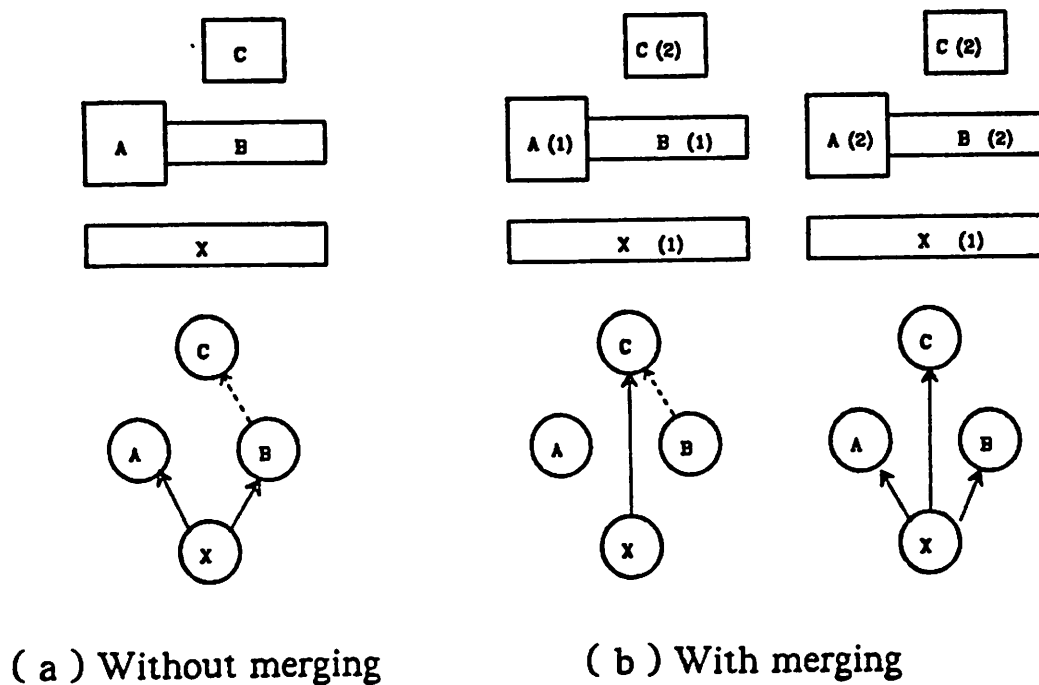 C
C (2)
C (2)
A
B
A (1)
B (1)
A (2)
B (2)
X
X (1)
X (1)
C
C
C
A
B
A
B
A
B
X
X
X
( a ) Without merging
( b ) With merging